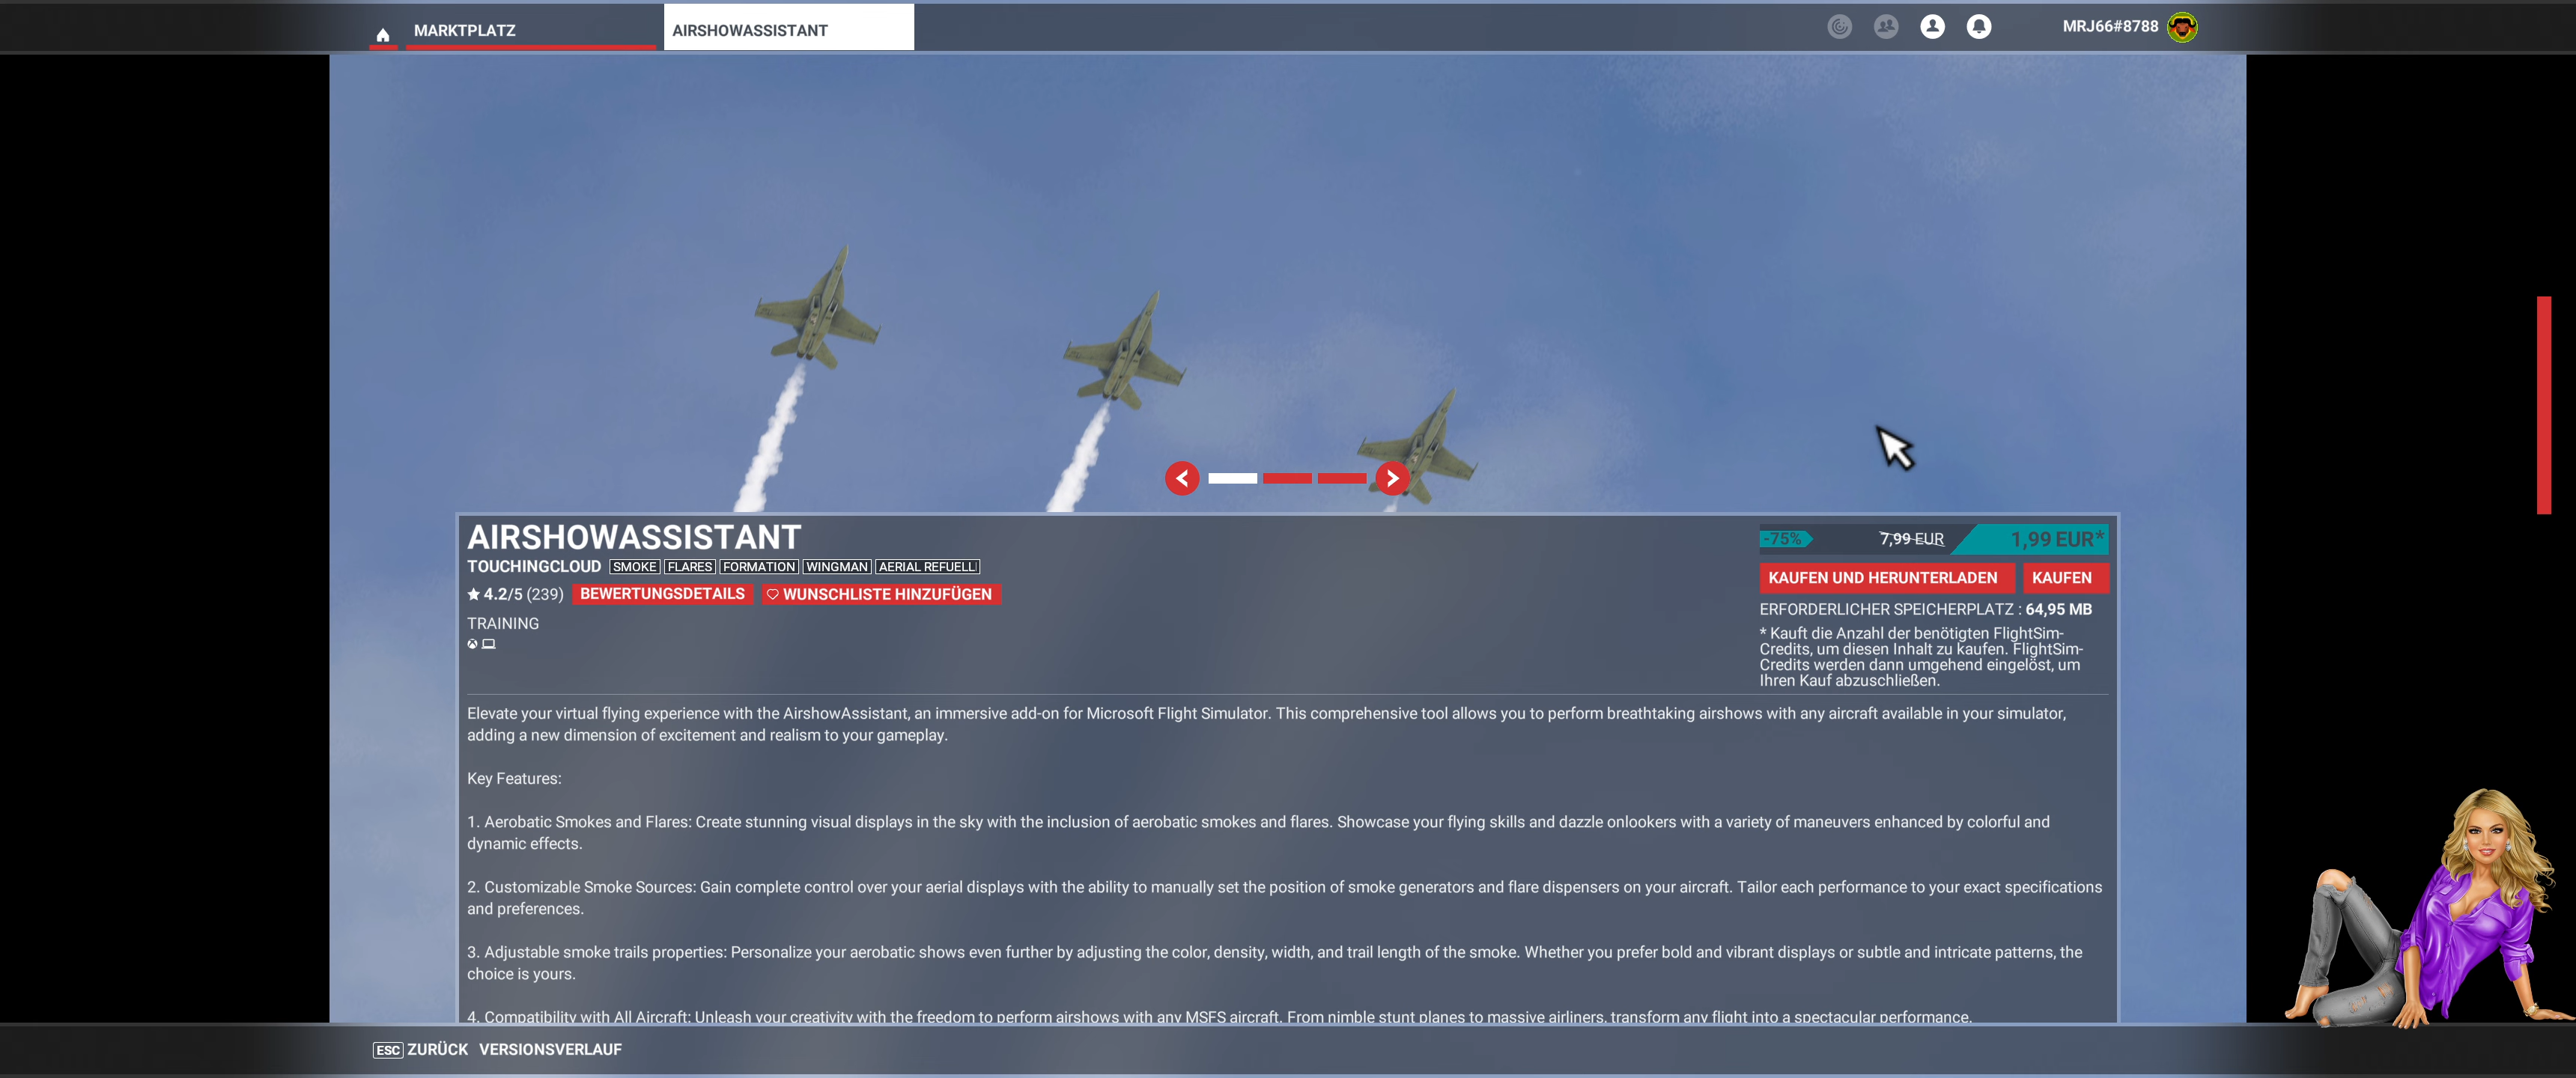 MARKTPLATZ
AIRSHOWASSISTANT
MRJ66#8788
AIRSHOWASSISTANT
TOUCHINGCLOUD SMOKE FLARES FORMATION WINGMAN AERIAL REFUELL
4.2/5 (239) BEWERTUNGSDETAILS WUNSCHLISTE HINZUFÜGEN
TRAINING
-75% 7,99 EUR 1,99 EUR*
KAUFEN UND HERUNTERLADEN KAUFEN
ERFORDERLICHER SPEICHERPLATZ : 64,95 MB
* Kauft die Anzahl der benötigten FlightSim-
Credits, um diesen Inhalt zu kaufen. FlightSim-
Credits werden dann umgehend eingelöst, um
Ihren Kauf abzuschließen.
Elevate your virtual flying experience with the AirshowAssistant, an immersive add-on for Microsoft Flight Simulator. This comprehensive tool allows you to perform breathtaking airshows with any aircraft available in your simulator,
adding a new dimension of excitement and realism to your gameplay.
Key Features:
1. Aerobatic Smokes and Flares: Create stunning visual displays in the sky with the inclusion of aerobatic smokes and flares. Showcase your flying skills and dazzle onlookers with a variety of maneuvers enhanced by colorful and
dynamic effects.
2. Customizable Smoke Sources: Gain complete control over your aerial displays with the ability to manually set the position of smoke generators and flare dispensers on your aircraft. Tailor each performance to your exact specifications
and preferences.
3. Adjustable smoke trails properties: Personalize your aerobatic shows even further by adjusting the color, density, width, and trail length of the smoke. Whether you prefer bold and vibrant displays or subtle and intricate patterns, the
choice is yours.
4. Compatibility with All Aircraft: Unleash your creativity with the freedom to perform airshows with any MSFS aircraft. From nimble stunt planes to massive airliners, transform any flight into a spectacular performance.
ESC ZURÜCK VERSIONSVERLAUF